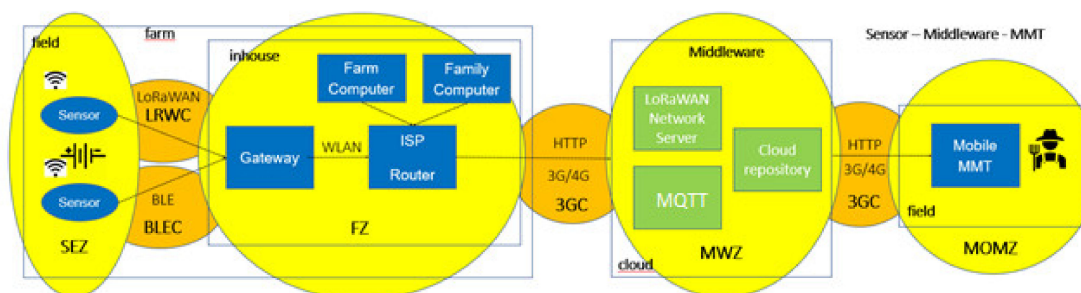 farm
field
inhouse
Middleware
Sensor – Middleware - MMT
Farm
Computer
Family
Computer
LoRaWAN
LRWC
Sensor
LoRaWAN
Network
Server
Gateway
WLAN
ISP
Router
HTTP
3G/4G
3GC
Cloud
repository
HTTP
3G/4G
3GC
Mobile
MMT
Sensor
BLE
BLEC
MQTT
field
SEZ
FZ
MWZ
MOMZ
cloud